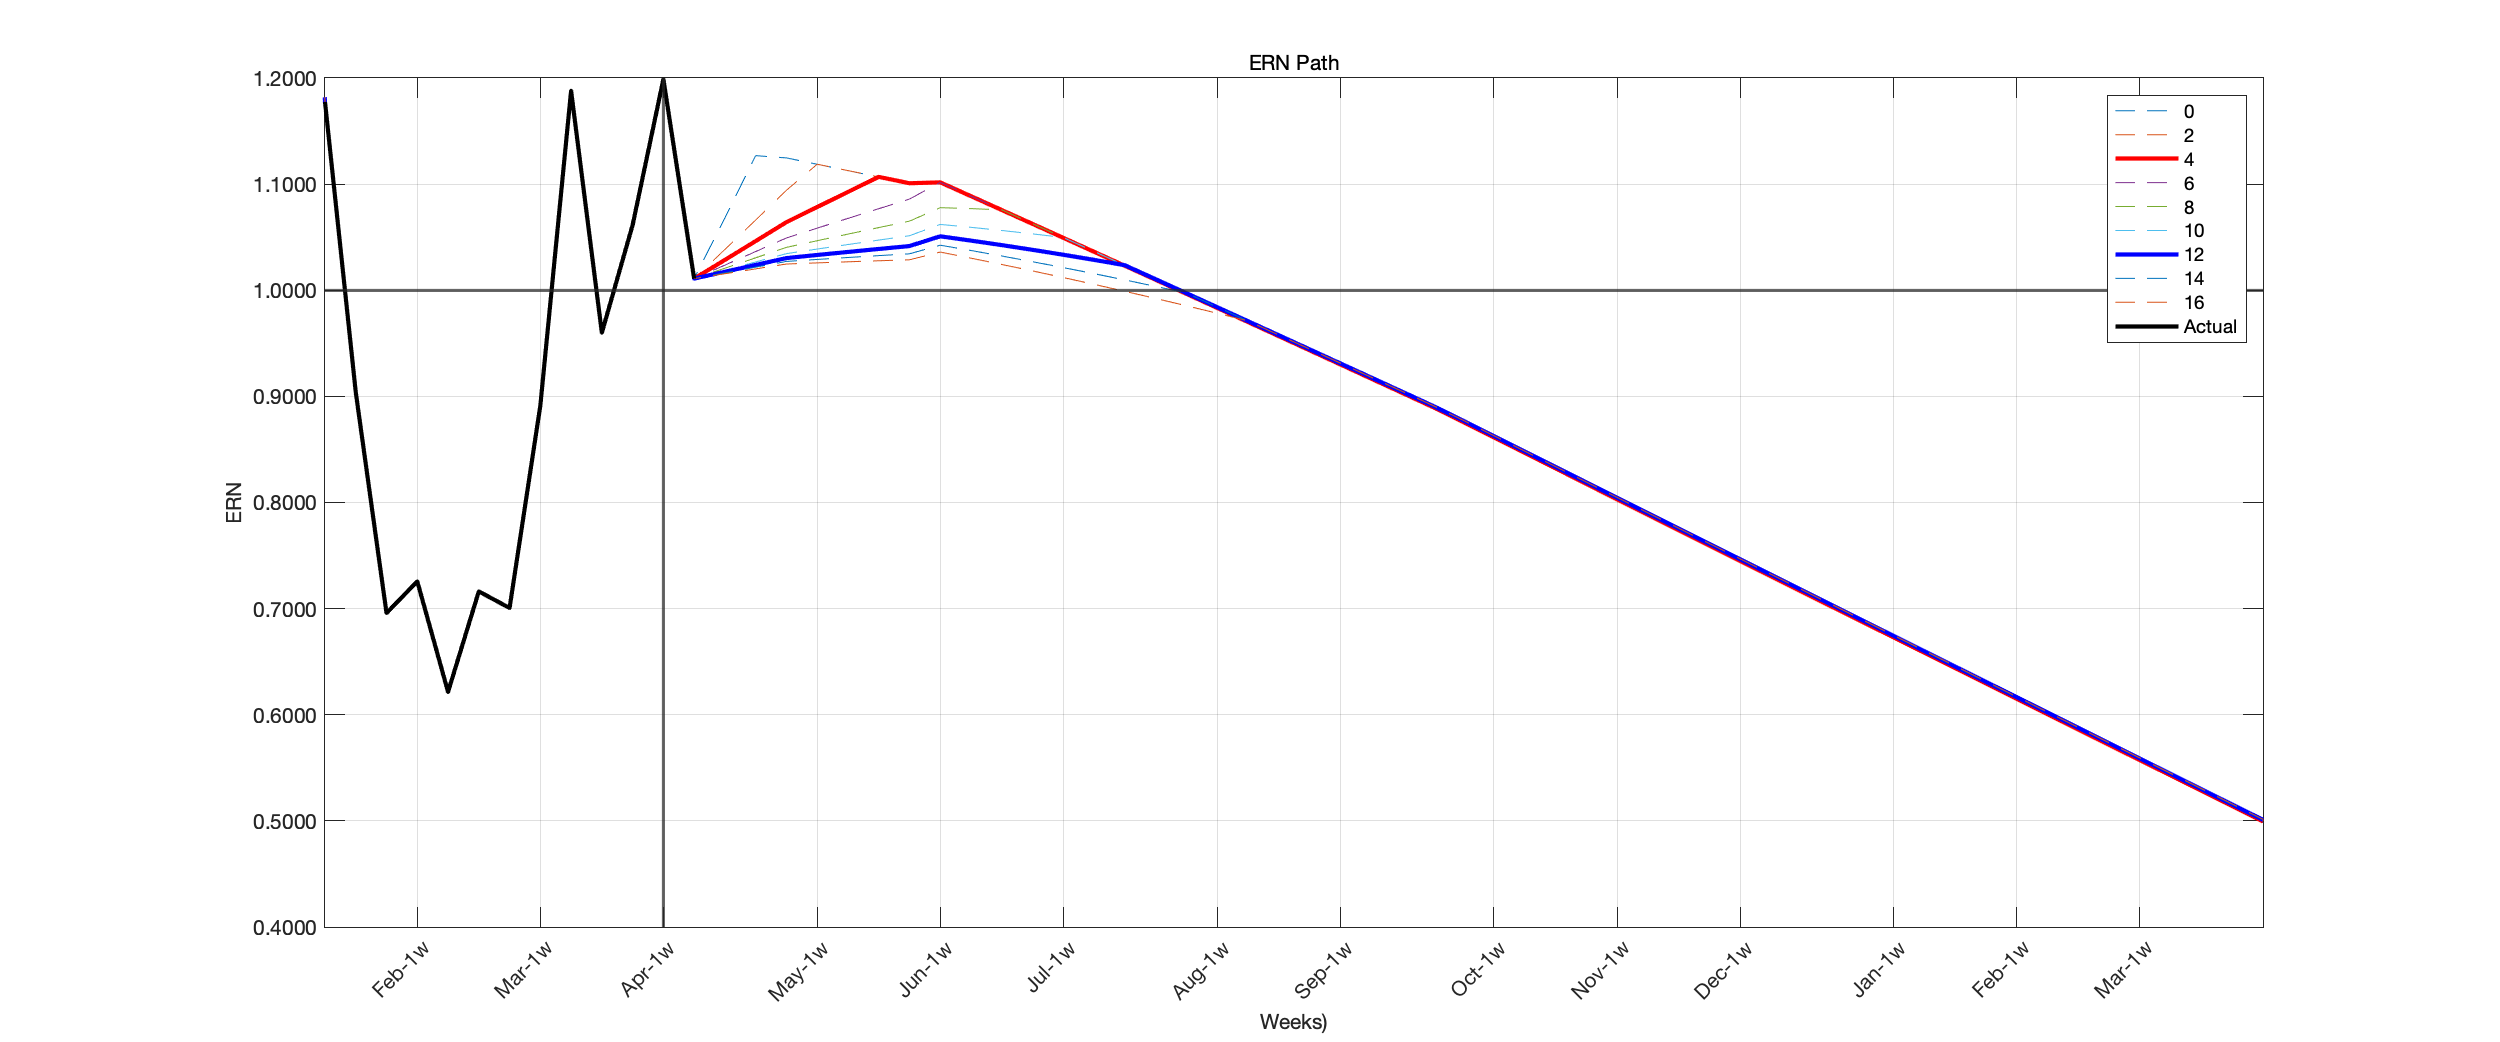 ERN Path
1.2000
1.1000
1.0000
0.9000
0.8000
0.7000
0.6000
0.5000
0.4000
ERN
0
2
4
6
8
10
12
14
16
Actual
Feb-1w
Mar-1w
Apr-1w
May-1w
Jun-1w
Jul-1w
Aug-1w
Sep-1w
Oct-1w
Nov-1w
Dec-1w
Jan-1w
Feb-1w
Mar-1w
Weeks)